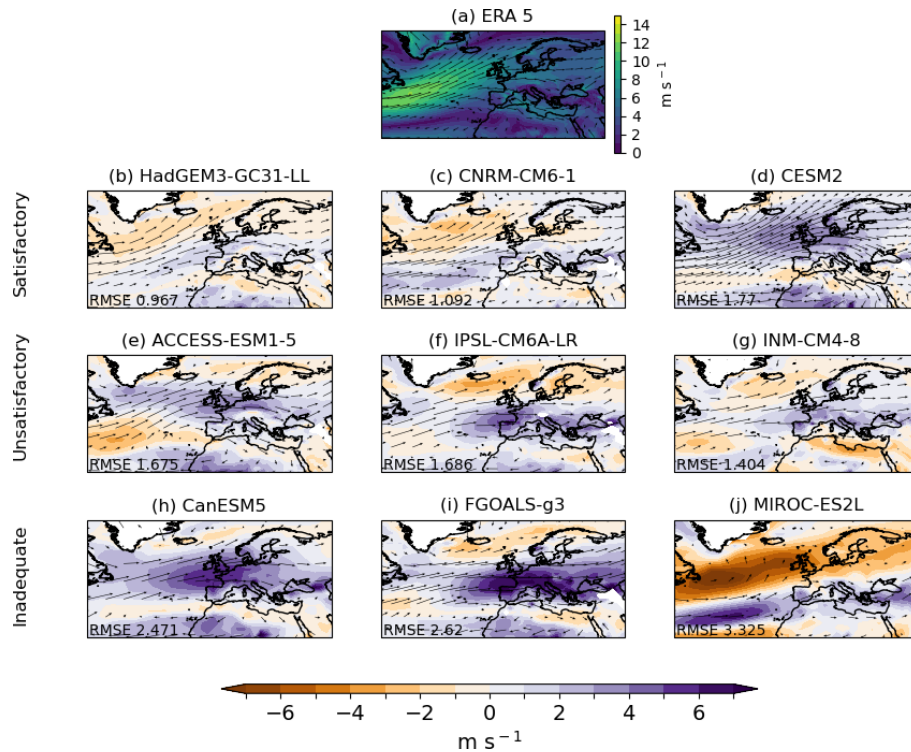 (a) ERA 5
14
12
10
8
6
4
2
0
m s⁻¹
Satisfactory
(b) HadGEM3-GC31-LL
(c) CNRM-CM6-1
(d) CESM2
RMSE 0.967
RMSE 1.092
RMSE 1.77
Unsatisfactory
(e) ACCESS-ESM1-5
(f) IPSL-CM6A-LR
(g) INM-CM4-8
RMSE 1.675
RMSE 1.686
RMSE 1.404
Inadequate
(h) CanESM5
(i) FGOALS-g3
(j) MIROC-ES2L
RMSE 2.471
RMSE 2.62
RMSE 3.325
−6 −4 −2 0 2 4 6
m s⁻¹